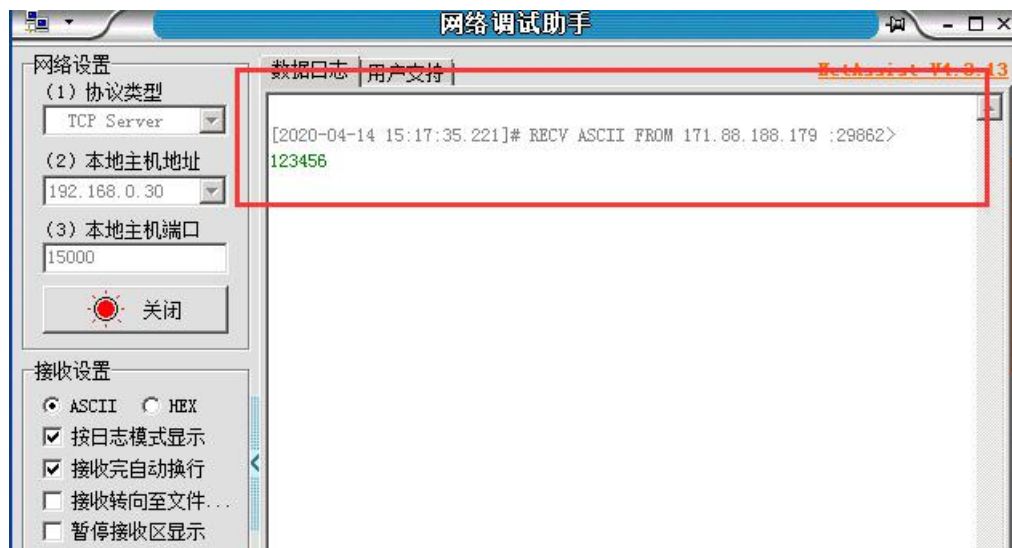 网络调试助手
网络设置
(1) 协议类型
TCP Server
(2) 本地主机地址
192.168.0.30
(3) 本地主机端口
15000
关闭
接收设置
ASCII HEX
按日志模式显示
接收完自动换行
接收转向至文件...
暂停接收区显示
数据日志 用户支持
NetAssist V4.3.13
[2020-04-14 15:17:35.221]# RECV ASCII FROM 171.88.188.179 :29862>
123456